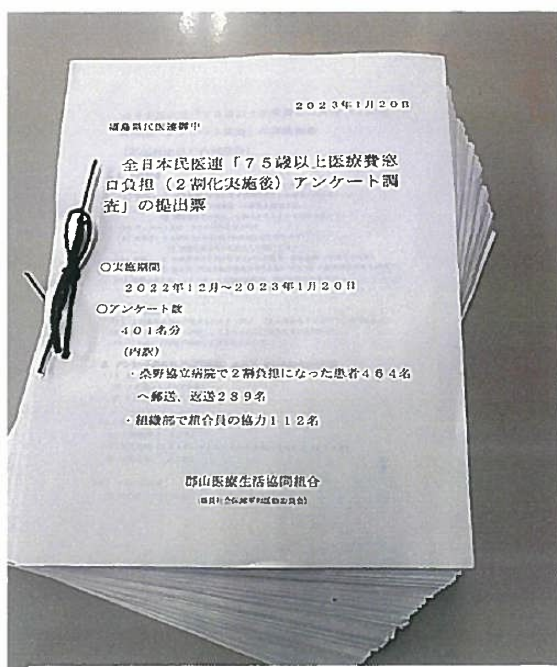 2023年1月20日
福島県民医連御中
全日本民医連「75歳以上医療費窓
口負担(2割化実施後)アンケート調
査」の提出票
○実施期間
2022年12月~2023年1月20日
○アンケート数
401名分
(内訳)
・桑野協立病院で2割負担になった患者464名
へ郵送、返送289名
・組織部で組合員の協力112名
郡山医療生活協同組合